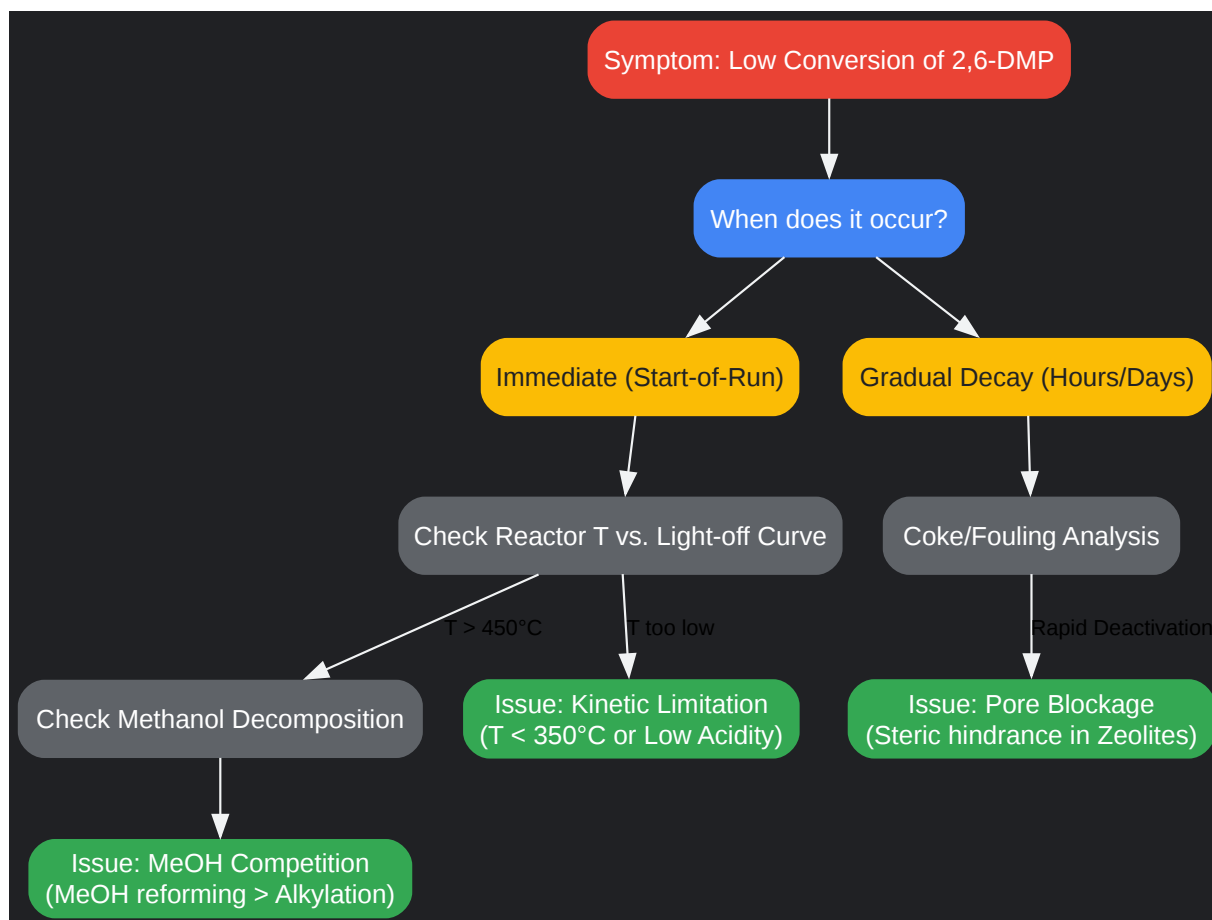 Symptom: Low Conversion of 2,6-DMP
When does it occur?
Immediate (Start-of-Run)
Gradual Decay (Hours/Days)
Check Reactor T vs. Light-off Curve
Coke/Fouling Analysis
T > 450°C
T too low
Rapid Deactivation
Check Methanol Decomposition
Issue: Kinetic Limitation
(T < 350°C or Low Acidity)
Issue: Pore Blockage
(Steric hindrance in Zeolites)
Issue: MeOH Competition
(MeOH reforming > Alkylation)